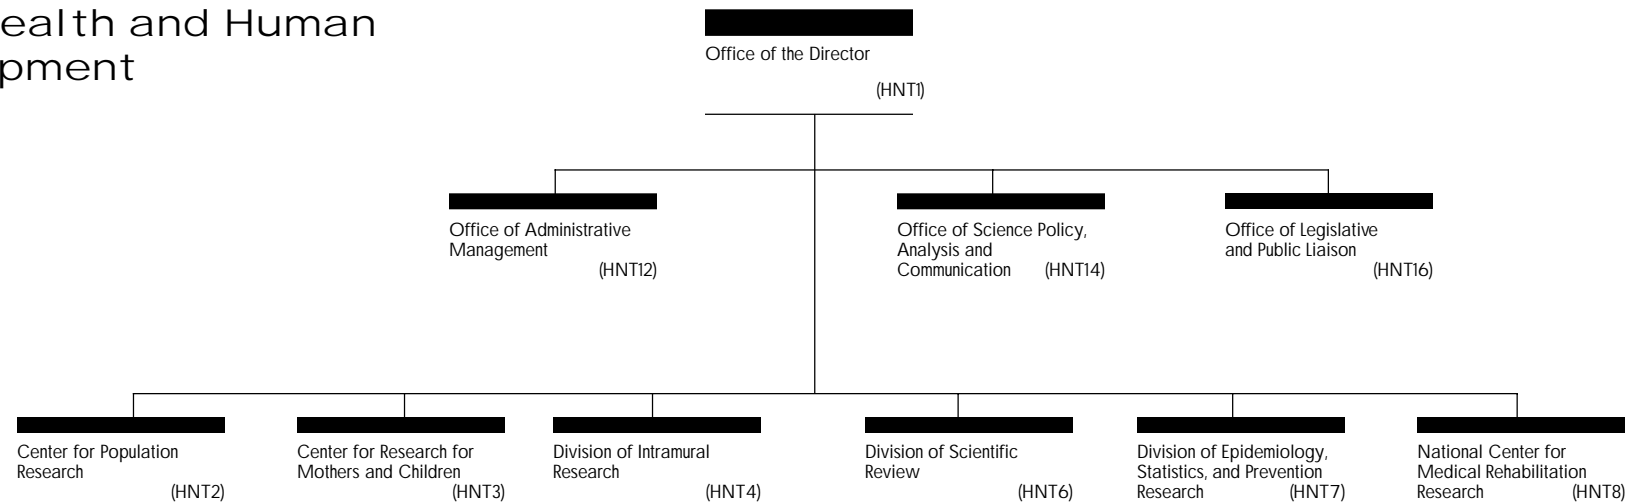 ealth and Human
pment
Office of the Director
(HNT1)
Office of Administrative
Management
(HNT12)
Office of Science Policy,
Analysis and
Communication (HNT14)
Office of Legislative
and Public Liaison
(HNT16)
Center for Population
Research
(HNT2)
Center for Research for
Mothers and Children
(HNT3)
Division of Intramural
Research
(HNT4)
Division of Scientific
Review
(HNT6)
Division of Epidemiology,
Statistics, and Prevention
Research (HNT7)
National Center for
Medical Rehabilitation
Research (HNT8)